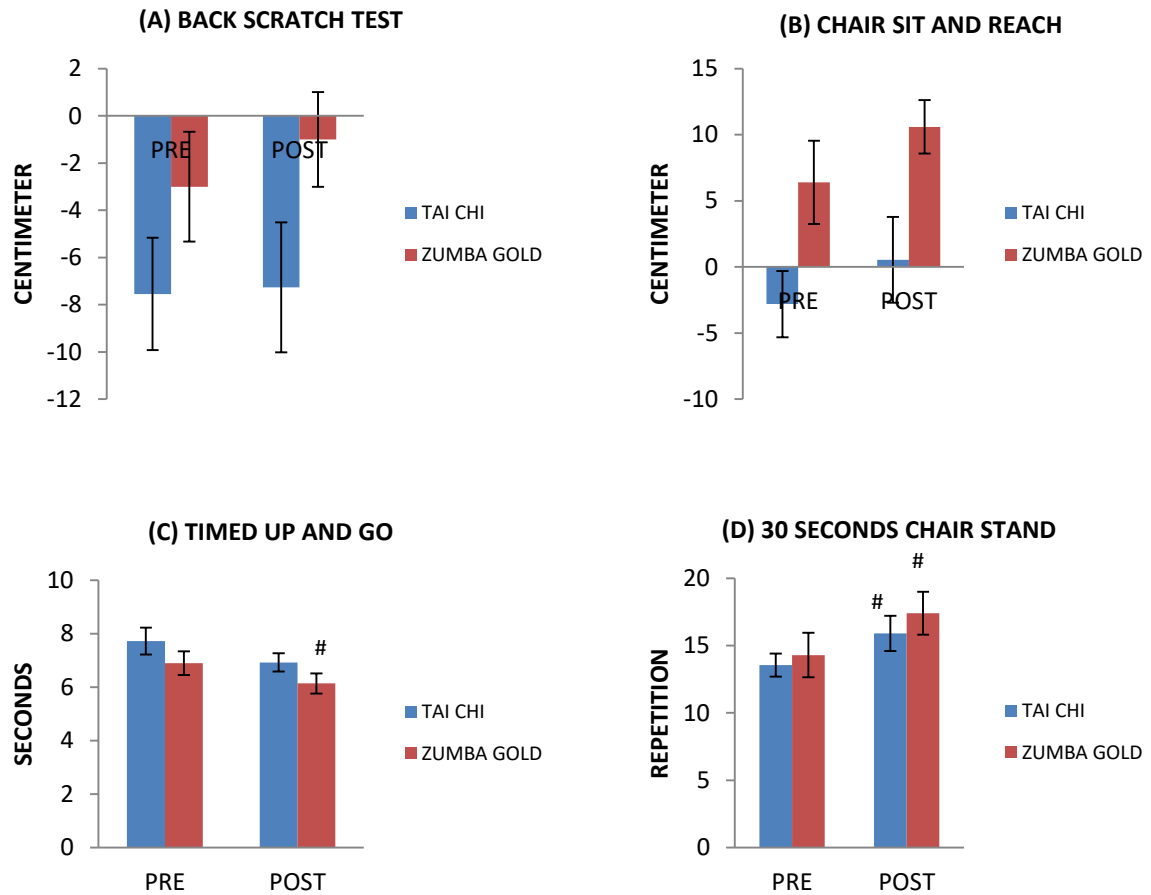 (A) BACK SCRATCH TEST
2
0
-2
-4
-6
-8
-10
-12
CENTIMETER
PRE
POST
TAI CHI
ZUMBA GOLD
(B) CHAIR SIT AND REACH
15
10
5
0
-5
-10
CENTIMETER
PRE
POST
TAI CHI
ZUMBA GOLD
(C) TIMED UP AND GO
10
8
6
4
2
0
SECONDS
#
PRE
POST
TAI CHI
ZUMBA GOLD
(D) 30 SECONDS CHAIR STAND
20
15
10
5
0
REPETITION
#
#
PRE
POST
TAI CHI
ZUMBA GOLD